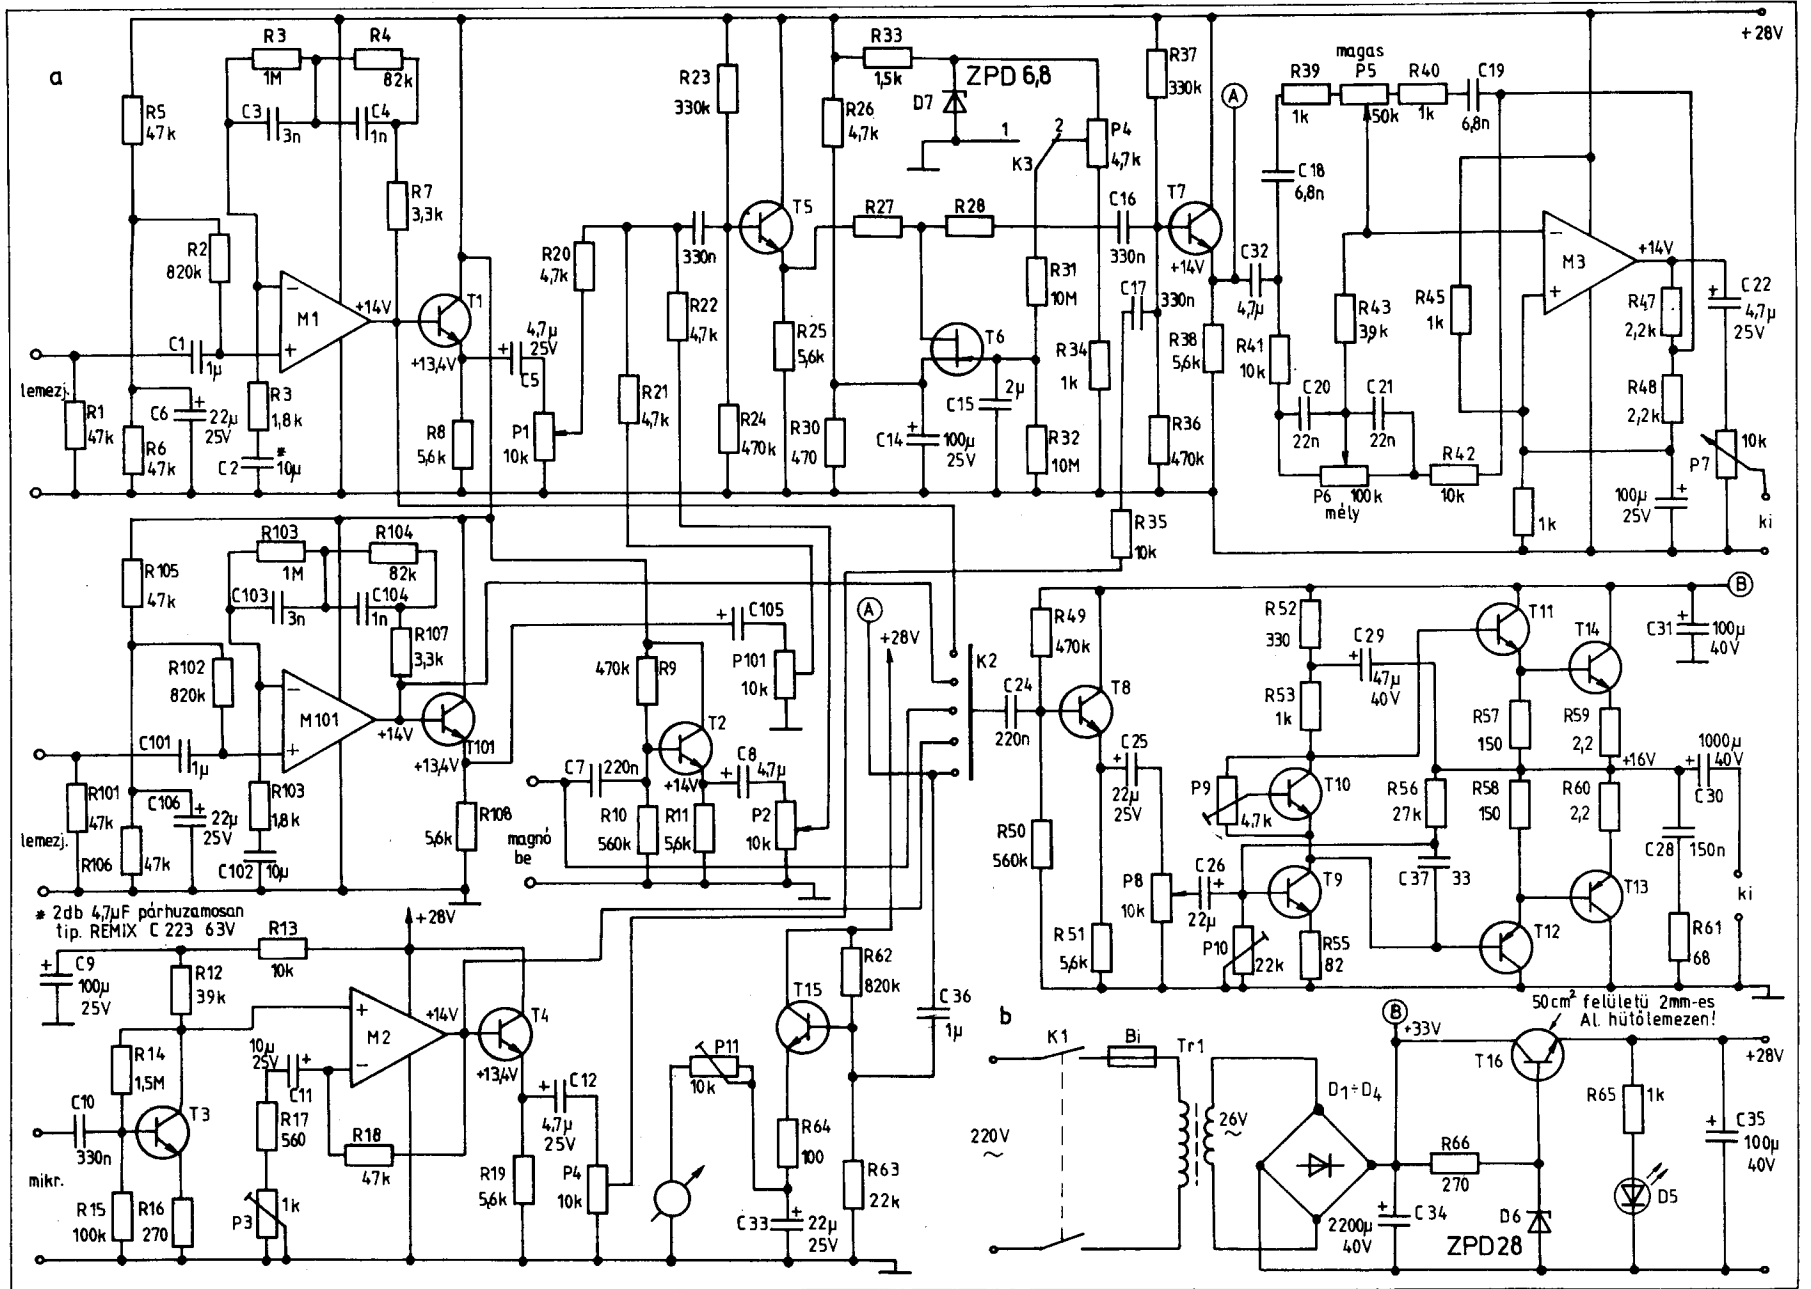 a
R3
1M
R4
82k
C3
3n
C4
1n
R5
47k
R7
3,3k
R2
820k
M1
+14V
T1
+13,4V
C1
1µ
lemezj.
R1
47k
C6
22µ
25V
R6
47k
R3
1,8k
C2
*
10µ
R8
5,6k
4,7µ
25V
C5
P1
10k
R20
4,7k
R21
4,7k
R22
47k
330n
R23
330k
R24
470k
T5
R25
5,6k
R33
1,5k
ZPD 6,8
D7
R26
4,7k
1
2
K3
P4
4,7k
R27
R28
R30
470
T6
C14
100µ
25V
C15
2µ
R31
10M
R32
10M
R34
1k
C16
330n
C17
330n
R35
10k
R37
330k
T7
+14V
R36
470k
R38
5,6k
A
C32
4,7µ
magas
R39
1k
P5
50k
R40
1k
C19
6,8n
C18
6,8n
R41
10k
R43
3,9k
C20
22n
C21
22n
P6
100k
mély
R42
10k
R45
1k
1k
M3
+14V
R47
2,2k
R48
2,2k
100µ
25V
C22
4,7µ
25V
10k
P7
ki
+28V
R105
47k
R103
1M
R104
82k
C103
3n
C104
1n
R107
3,3k
R102
820k
M101
+14V
T101
+13,4V
C101
1µ
lemezj.
R101
47k
C106
22µ
25V
R106
47k
R103
1,8k
C102
10µ
R108
5,6k
C105
P101
10k
470k
R9
T2
+14V
C7
220n
magnó
be
R10
560k
R11
5,6k
C8
4,7µ
P2
10k
A
+28V
K2
C24
220n
R49
470k
R50
560k
T8
C25
22µ
25V
R51
5,6k
P8
10k
C26
22µ
R52
330
R53
1k
C29
47µ
40V
P9
4,7k
T10
T9
P10
22k
R55
82
R56
27k
C37
33
T11
T14
R57
150
R58
150
R59
2,2
R60
2,2
+16V
T12
T13
C31
100µ
40V
B
1000µ
40V
C30
C28
150n
R61
68
ki
* 2db 4,7µF párhuzamosan
tip. REMIX C 223 63V
C9
100µ
25V
R13
10k
R12
39k
R14
1,5M
C10
330n
mikr.
T3
R15
100k
R16
270
10µ
25V
C11
R17
560
P3
1k
R18
47k
M2
+28V
+14V
T4
+13,4V
R19
5,6k
C12
4,7µ
25V
P4
10k
P11
10k
T15
R62
820k
R64
100
C33
22µ
25V
R63
22k
C36
1µ
b
K1
Bi
Tr1
220V
~
26V
~
D1÷D4
B
+33V
50cm² felületű 2mm-es
Al. hűtőlemezen!
T16
R66
270
C34
2200µ
40V
D6
ZPD28
R65
1k
D5
C35
100µ
40V
+28V